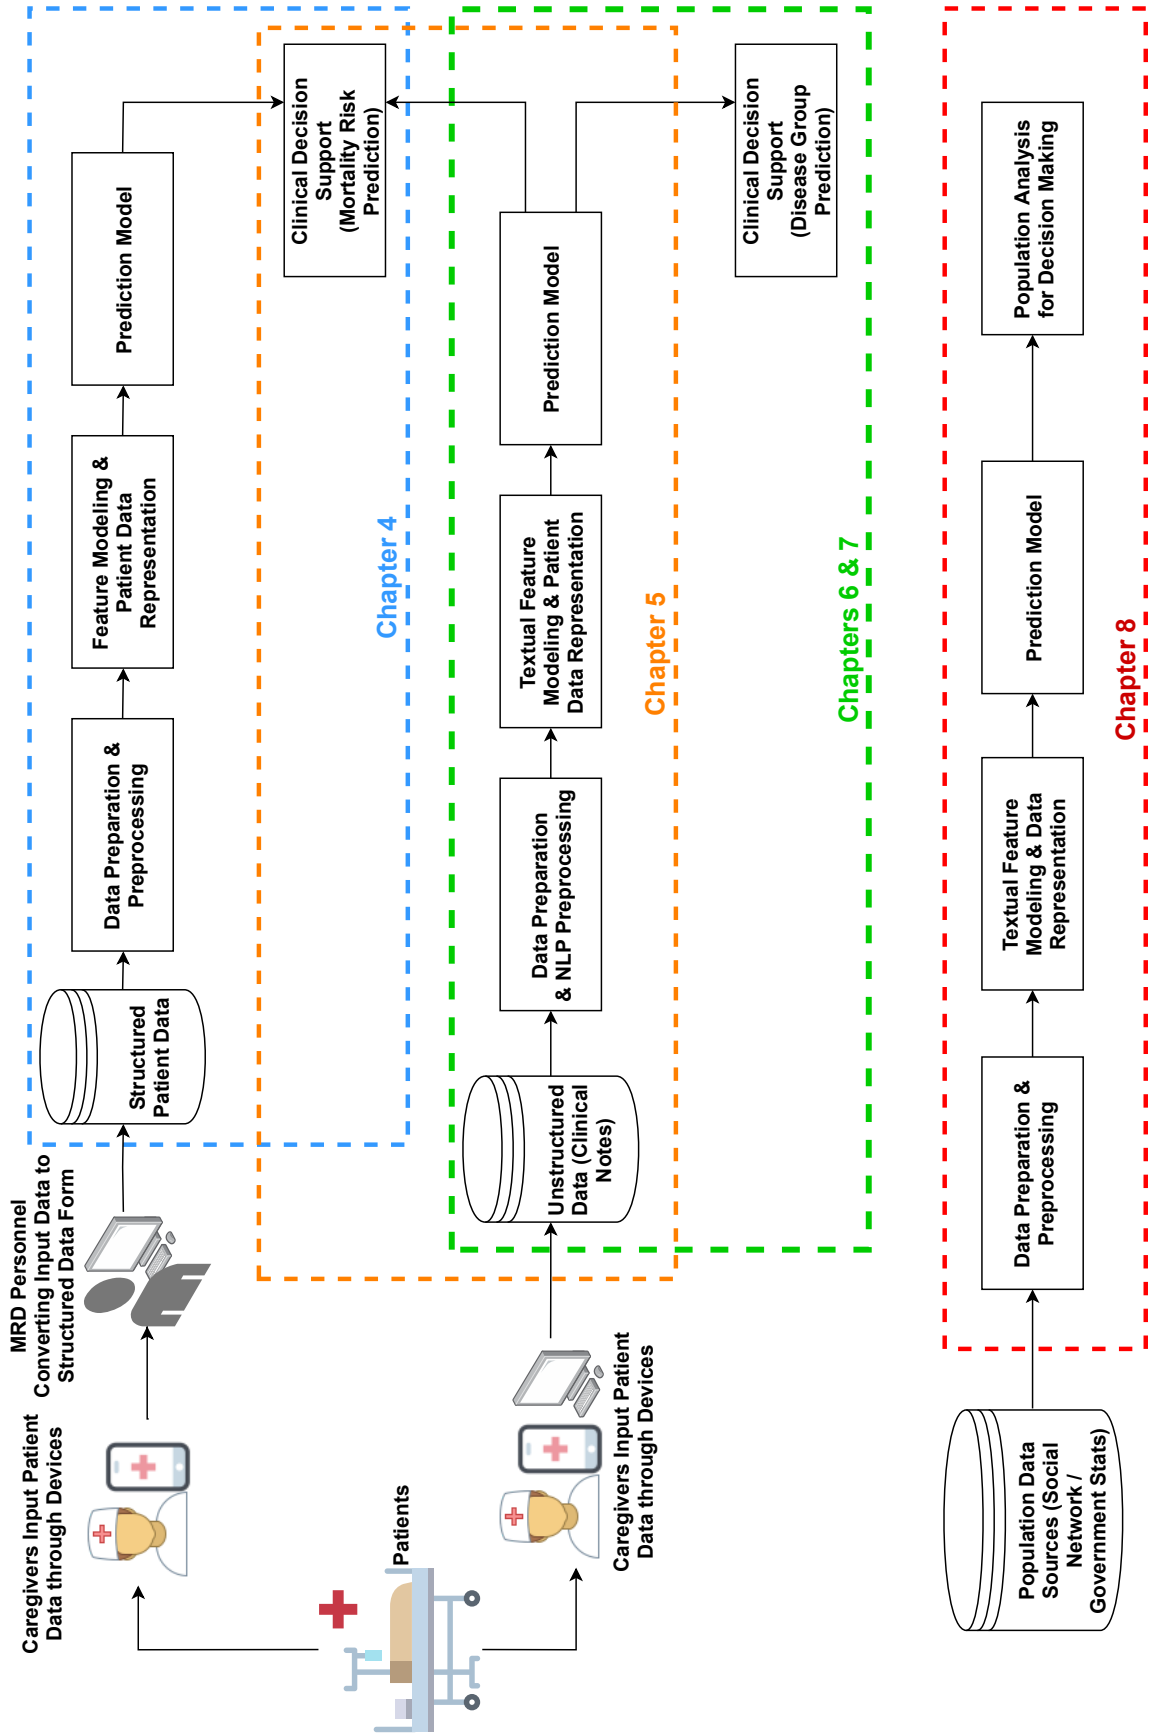 Patients
Caregivers Input Patient
Data through Devices
MRD Personnel
Converting Input Data to
Structured Data Form
Structured
Patient Data
Data Preparation &
Preprocessing
Feature Modeling &
Patient Data
Representation
Prediction Model
Clinical Decision
Support
(Mortality Risk
Prediction)
Chapter 4
Caregivers Input Patient
Data through Devices
Unstructured
Data (Clinical
Notes)
Data Preparation
& NLP Preprocessing
Textual Feature
Modeling & Patient
Data Representation
Prediction Model
Chapter 5
Clinical Decision
Support
(Disease Group
Prediction)
Chapters 6 & 7
Population Data
Sources (Social
Network /
Government Stats)
Data Preparation &
Preprocessing
Textual Feature
Modeling & Data
Representation
Prediction Model
Population Analysis
for Decision Making
Chapter 8